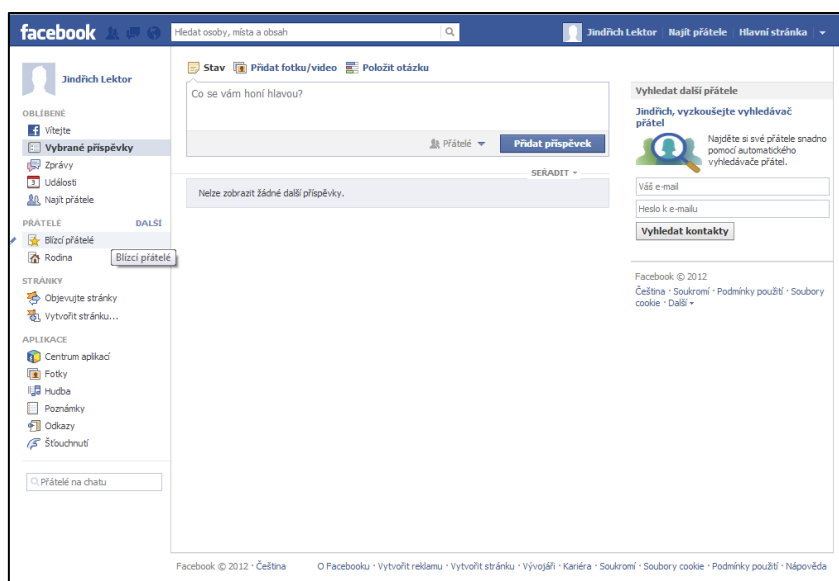 facebook
Hledat osoby, místa a obsah
Jindřich Lektor Najít přátele Hlavní stránka
Jindřich Lektor
OBLÍBENÉ
Vítejte
Vybrané příspěvky
Zprávy
3 Události
Najít přátele
PŘÁTELÉ DALŠÍ
Blízcí přátelé
Rodina
Blízcí přátelé
STRÁNKY
Objevujte stránky
Vytvořit stránku...
APLIKACE
Centrum aplikací
Fotky
Hudba
Poznámky
Odkazy
Šťouchnutí
Přátelé na chatu
Stav Přidat fotku/video Položit otázku
Co se vám honí hlavou?
Přátelé Přidat příspěvek
SEŘADIT
Nelze zobrazit žádné další příspěvky.
Vyhledat další přátele
Jindřich, vyzkoušejte vyhledávač
přátel
Najděte si své přátele snadno
pomocí automatického
vyhledávače přátel.
Váš e-mail
Heslo k e-mailu
Vyhledat kontakty
Facebook © 2012
Čeština · Soukromí · Podmínky použití · Soubory
cookie · Další
Facebook © 2012 · Čeština
O Facebooku · Vytvořit reklamu · Vytvořit stránku · Vývojáři · Kariéra · Soukromí · Soubory cookie · Podmínky použití · Nápověda